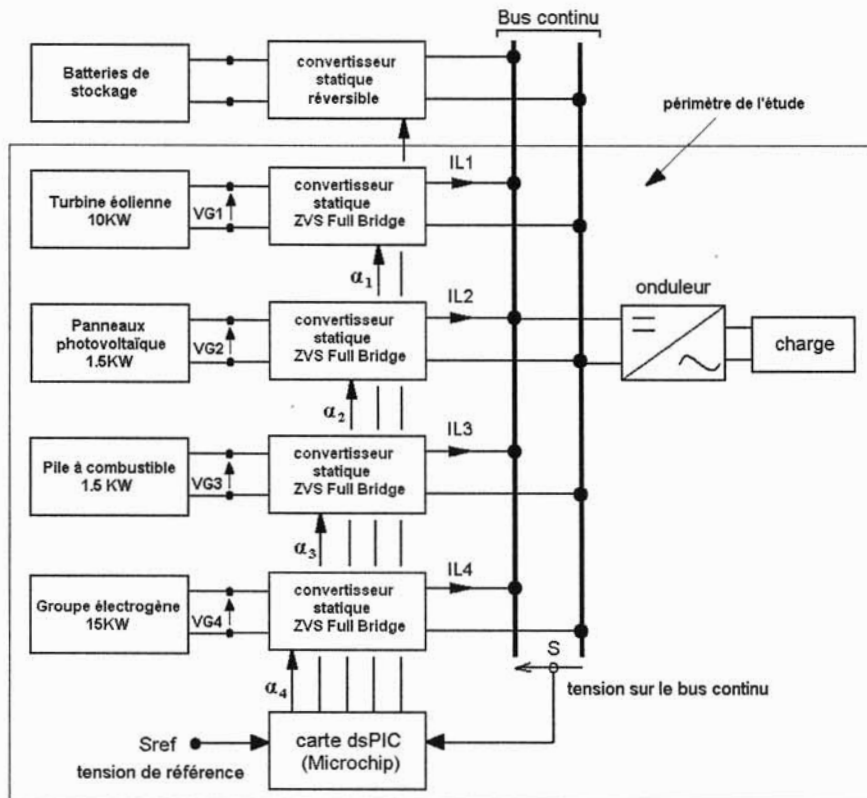 Bus continu
Batteries de
stockage
convertisseur
statique
réversible
périmètre de l'étude
Turbine éolienne
10KW
VG1
convertisseur
statique
ZVS Full Bridge
IL1
α1
onduleur
Panneaux
photovoltaïque
1.5KW
VG2
convertisseur
statique
ZVS Full Bridge
IL2
charge
α2
Pile à combustible
1.5 KW
VG3
convertisseur
statique
ZVS Full Bridge
IL3
α3
Groupe électrogène
15KW
VG4
convertisseur
statique
ZVS Full Bridge
IL4
S
α4
tension sur le bus continu
Sref
tension de référence
carte dsPIC
(Microchip)